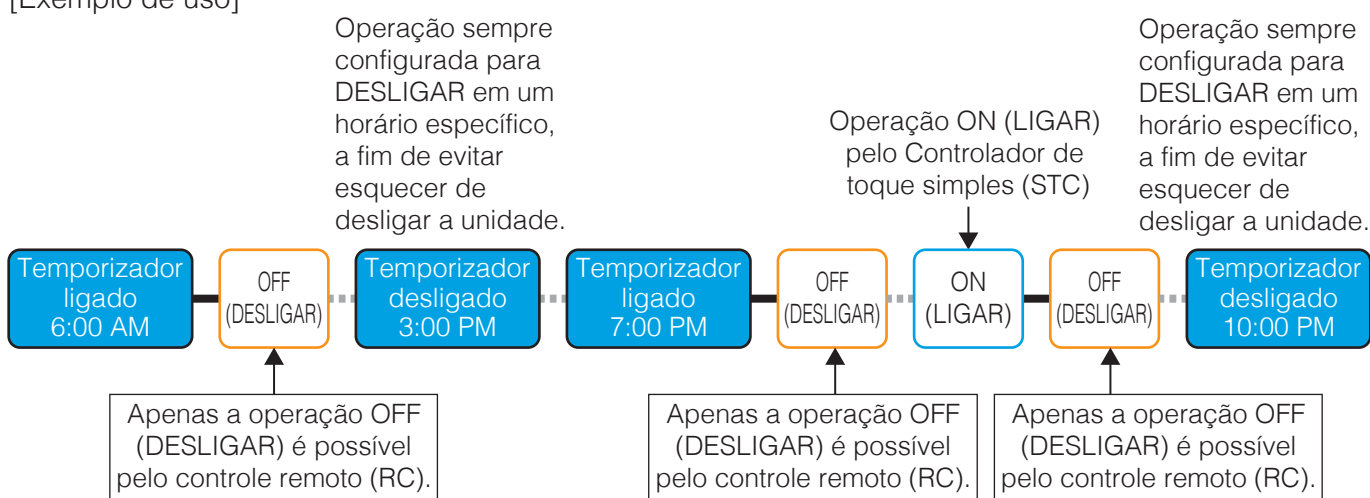 [Exemplo de uso]
Operação sempre
configurada para
DESLIGAR em um
horário específico,
a fim de evitar
esquecer de
desligar a unidade.
Operação ON (LIGAR)
pelo Controlador de
toque simples (STC)
Operação sempre
configurada para
DESLIGAR em um
horário específico,
a fim de evitar
esquecer de
desligar a unidade.
Temporizador
ligado
6:00 AM
OFF
(DESLIGAR)
Temporizador
desligado
3:00 PM
Temporizador
ligado
7:00 PM
OFF
(DESLIGAR)
ON
(LIGAR)
OFF
(DESLIGAR)
Temporizador
desligado
10:00 PM
Apenas a operação OFF
(DESLIGAR) é possível
pelo controle remoto (RC).
Apenas a operação OFF
(DESLIGAR) é possível
pelo controle remoto (RC).
Apenas a operação OFF
(DESLIGAR) é possível
pelo controle remoto (RC).